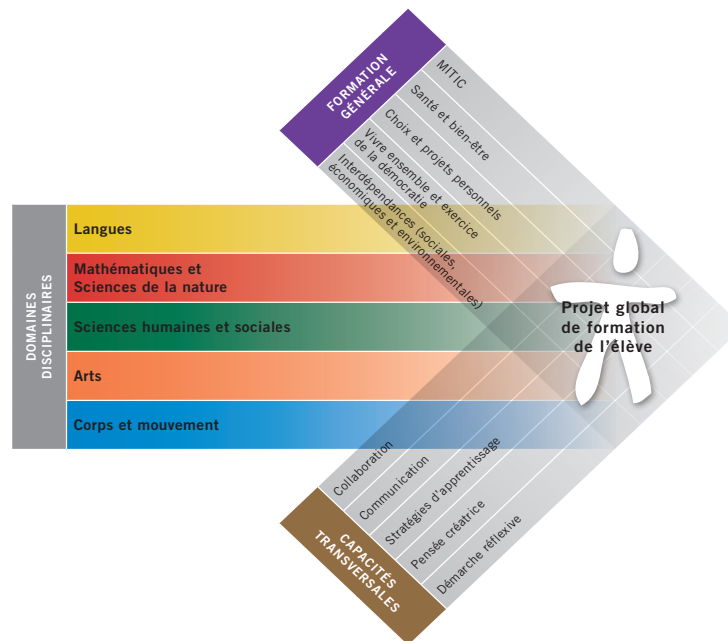 FORMATION
GÉNÉRALE
MITIC
Santé et bien-être
Choix et projets personnels
Vivre ensemble et exercice
de la démocratie
Interdépendances (sociales,
économiques et environnementales)
DOMAINES
DISCIPLINAIRES
Langues
Mathématiques et
Sciences de la nature
Sciences humaines et sociales
Arts
Corps et mouvement
Projet global
de formation
de l'élève
Collaboration
Communication
Stratégies d'apprentissage
Pensée créatrice
Démarche réflexive
CAPACITÉS
TRANSVERSALES